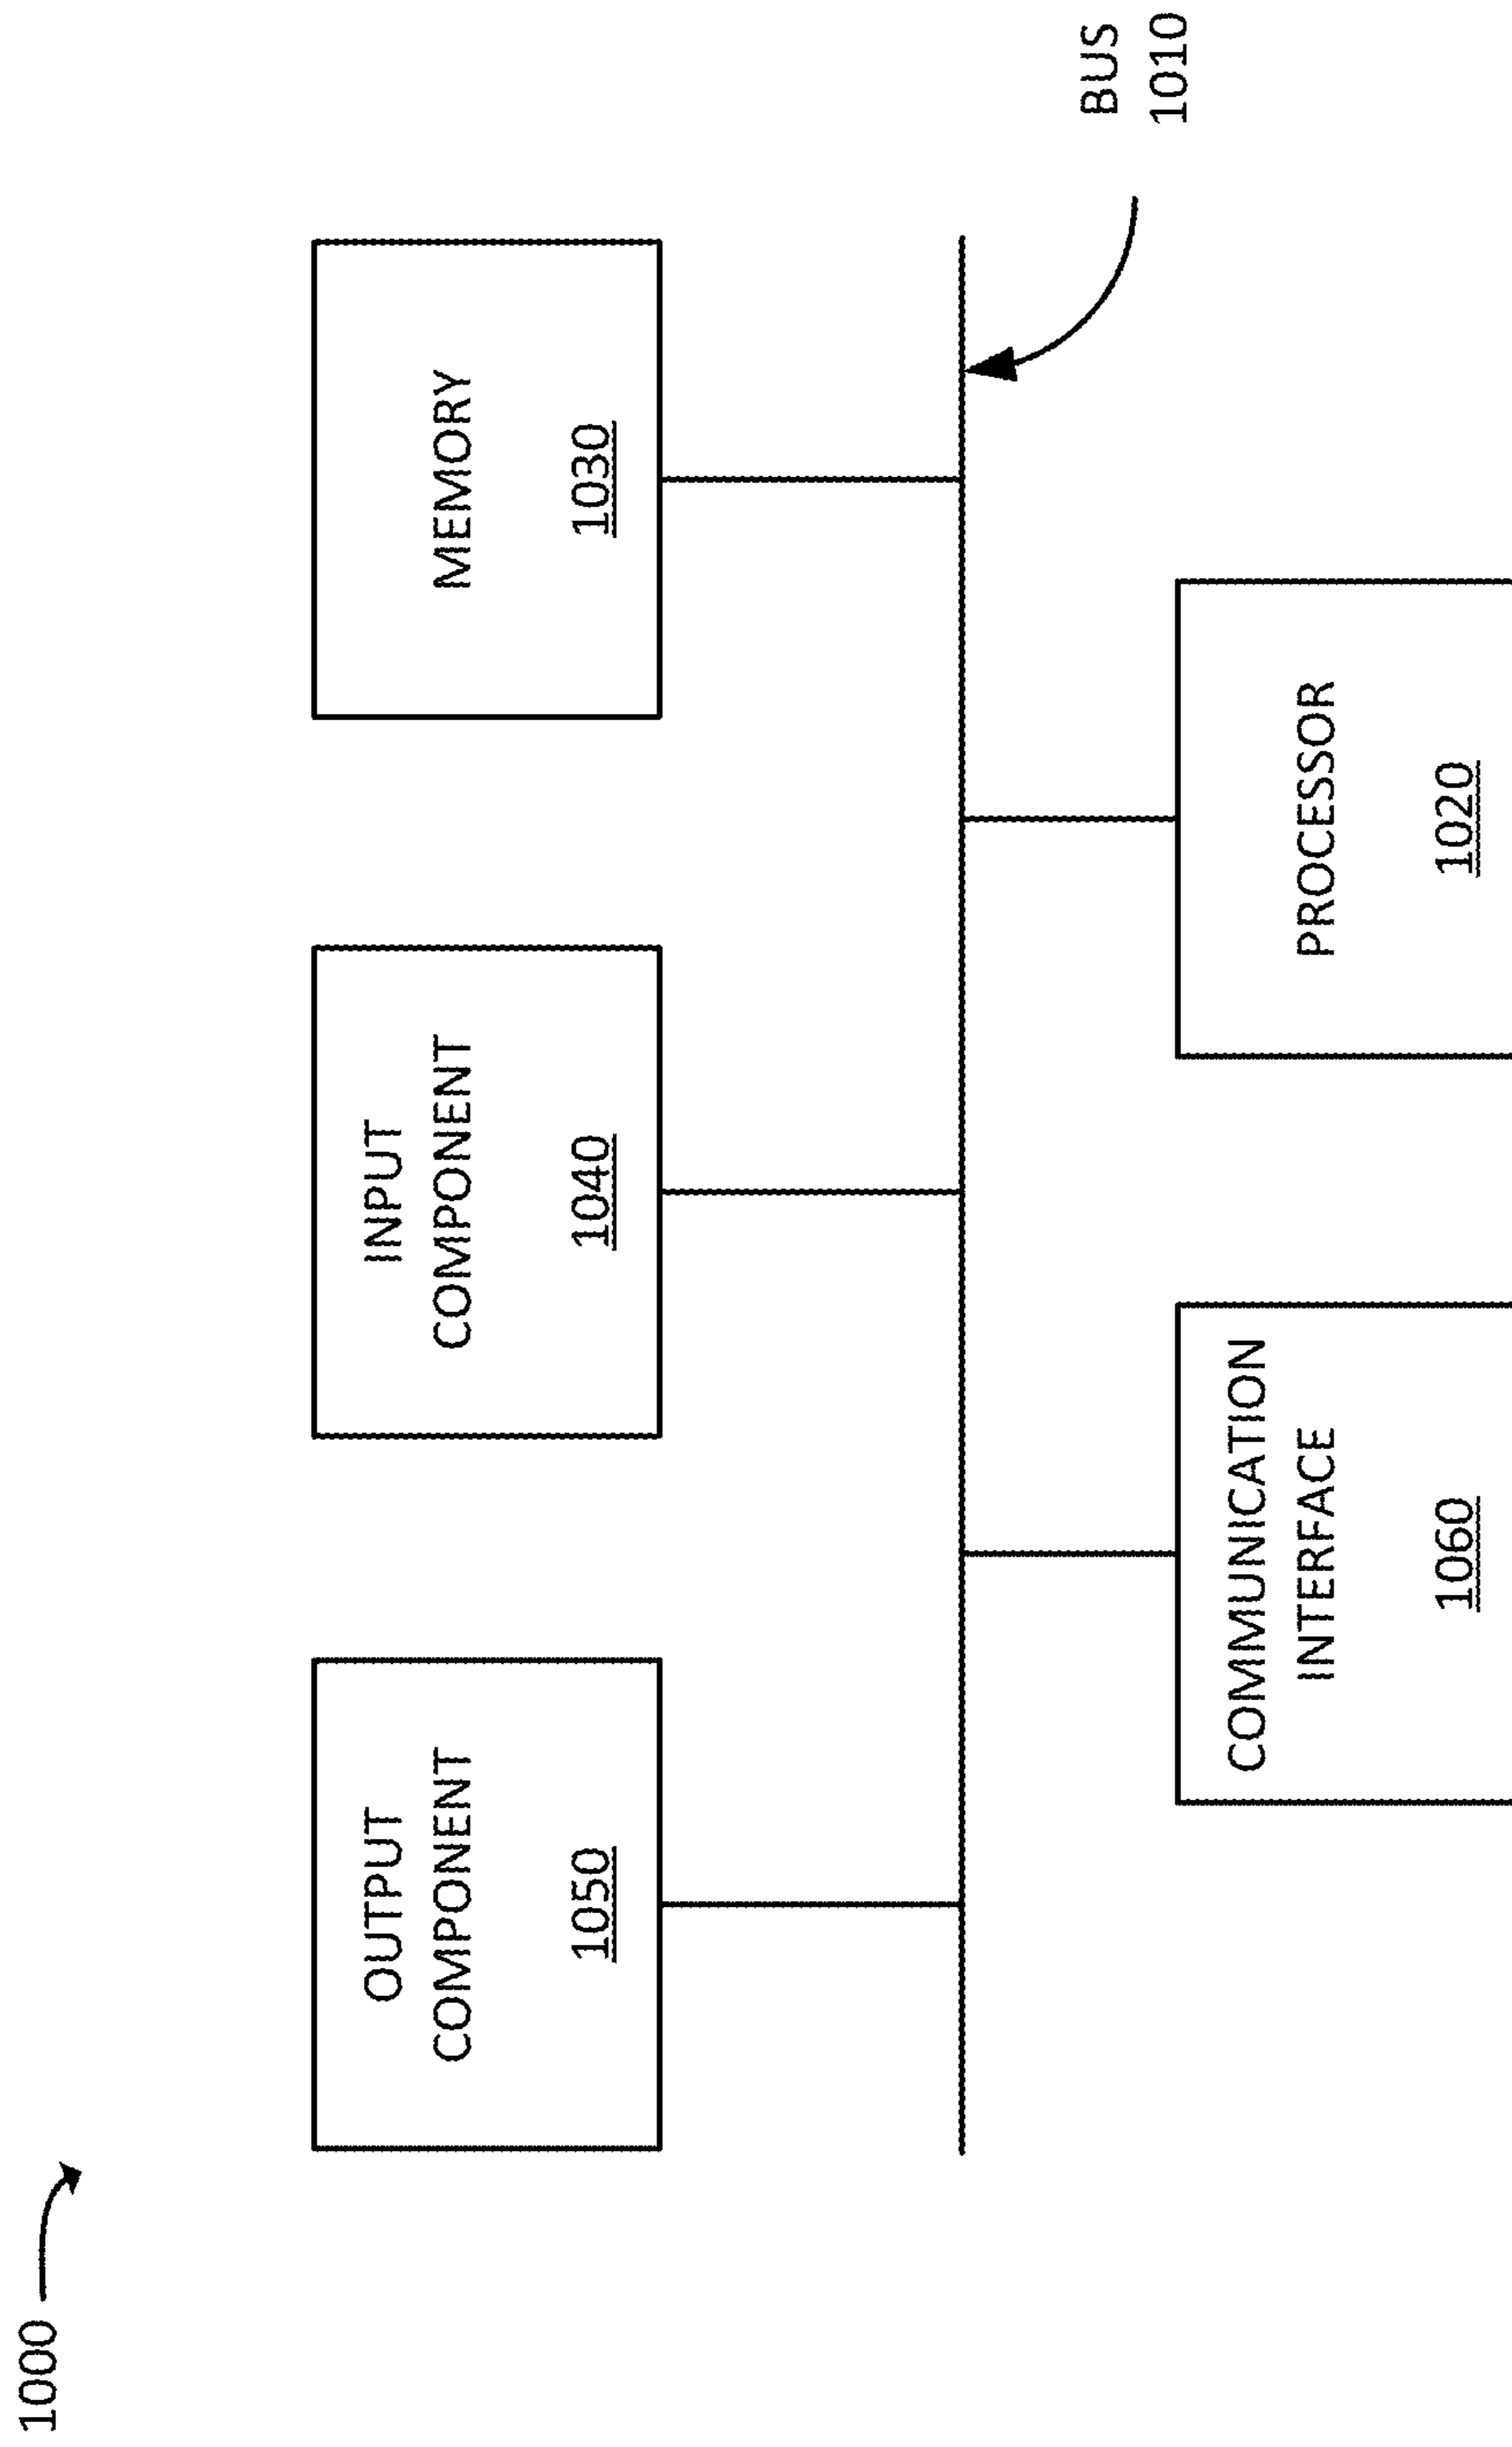 1000
OUTPUT
COMPONENT
1050
INPUT
COMPONENT
1040
MEMORY
1030
BUS
1010
COMMUNICATION
INTERFACE
1060
PROCESSOR
1020